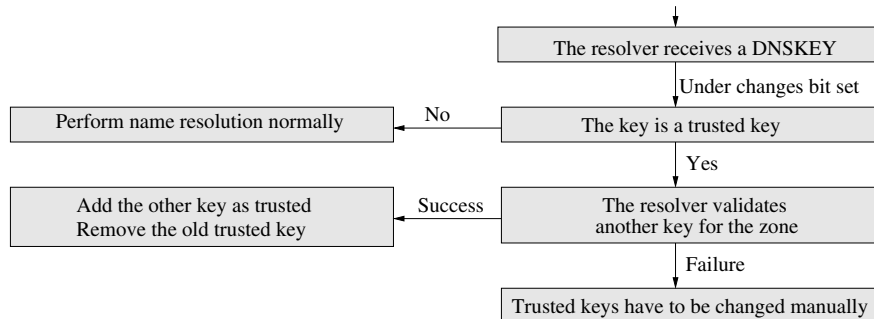 The resolver receives a DNSKEY
Under changes bit set
The key is a trusted key
No
Perform name resolution normally
Yes
The resolver validates
another key for the zone
Success
Add the other key as trusted
Remove the old trusted key
Failure
Trusted keys have to be changed manually